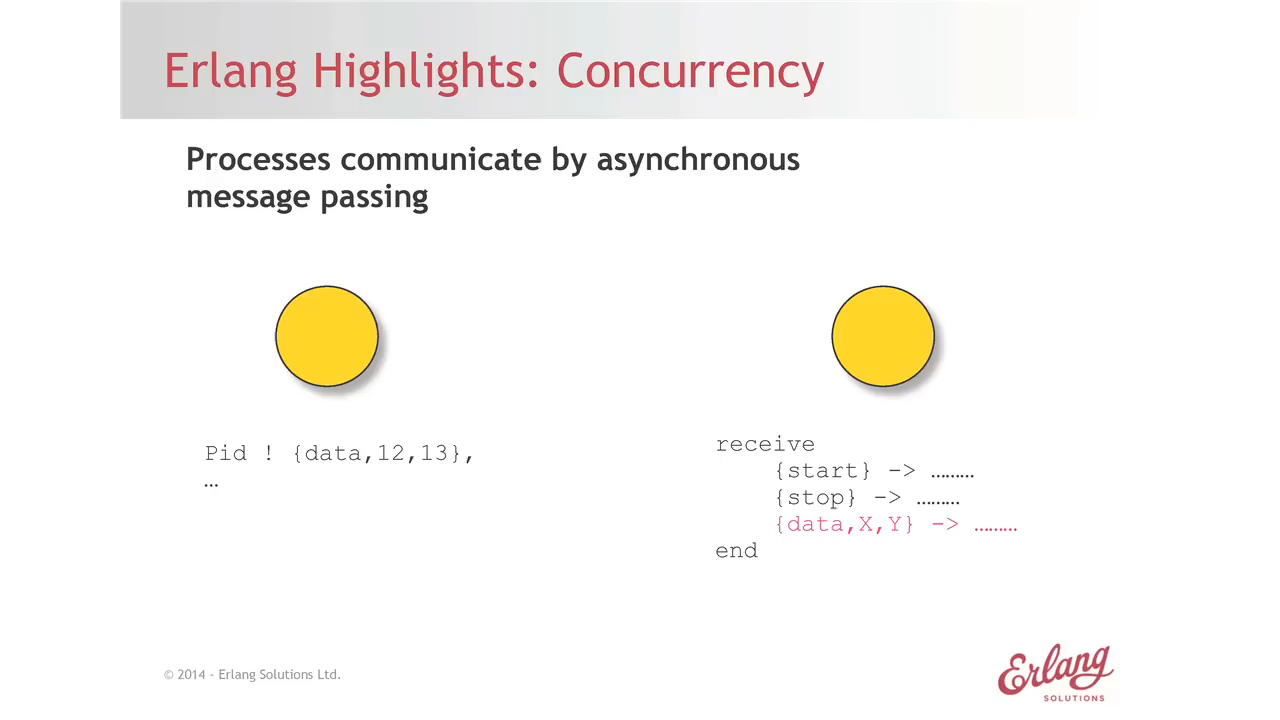 Erlang Highlights: Concurrency
Processes communicate by asynchronous
message passing
Pid ! {data,12,13},
…
receive
    {start} -> ………
    {stop} -> ………
    {data,X,Y} -> ………
end
© 2014 - Erlang Solutions Ltd.
Erlang
SOLUTIONS